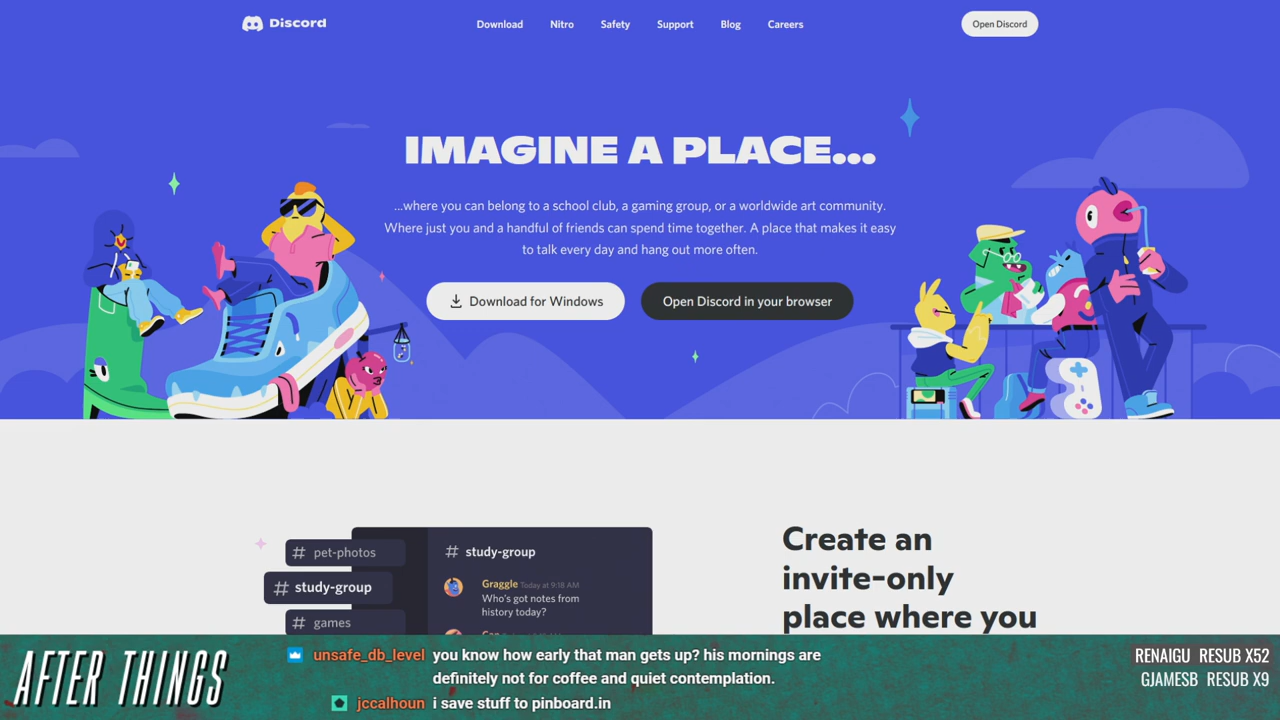 Discord
Download
Nitro
Safety
Support
Blog
Careers
Open Discord
IMAGINE A PLACE...
...where you can belong to a school club, a gaming group, or a worldwide art community.
Where just you and a handful of friends can spend time together. A place that makes it easy
to talk every day and hang out more often.
Download for Windows
Open Discord in your browser
# pet-photos
# study-group
# games
# study-group
Graggle Today at 9:18 AM
Who's got notes from
history today?
Create an
invite-only
place where you
AFTER THINGS
unsafe_db_level you know how early that man gets up? his mornings are
definitely not for coffee and quiet contemplation.
jccalhoun i save stuff to pinboard.in
RENAIGU RESUB X52
GJAMESB RESUB X9